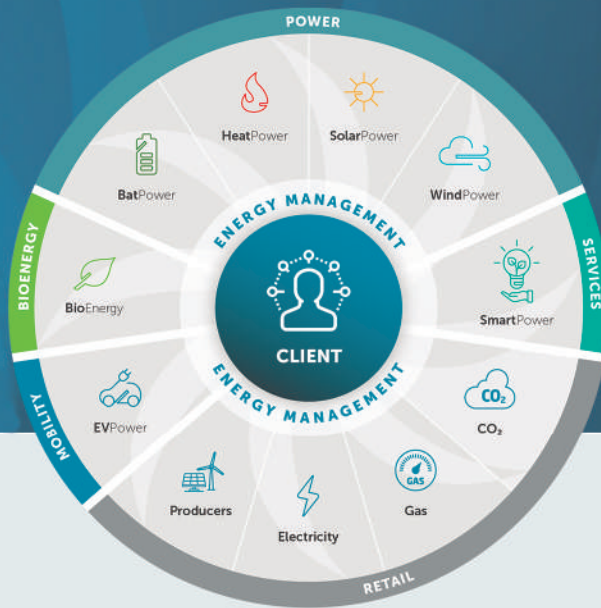 POWER
HeatPower
SolarPower
BatPower
WindPower
ENERGY MANAGEMENT
BIOENERGY
SERVICES
BioEnergy
SmartPower
CLIENT
ENERGY MANAGEMENT
MOBILITY
EVPower
CO₂
CO₂
Producers
GAS
Gas
Electricity
RETAIL